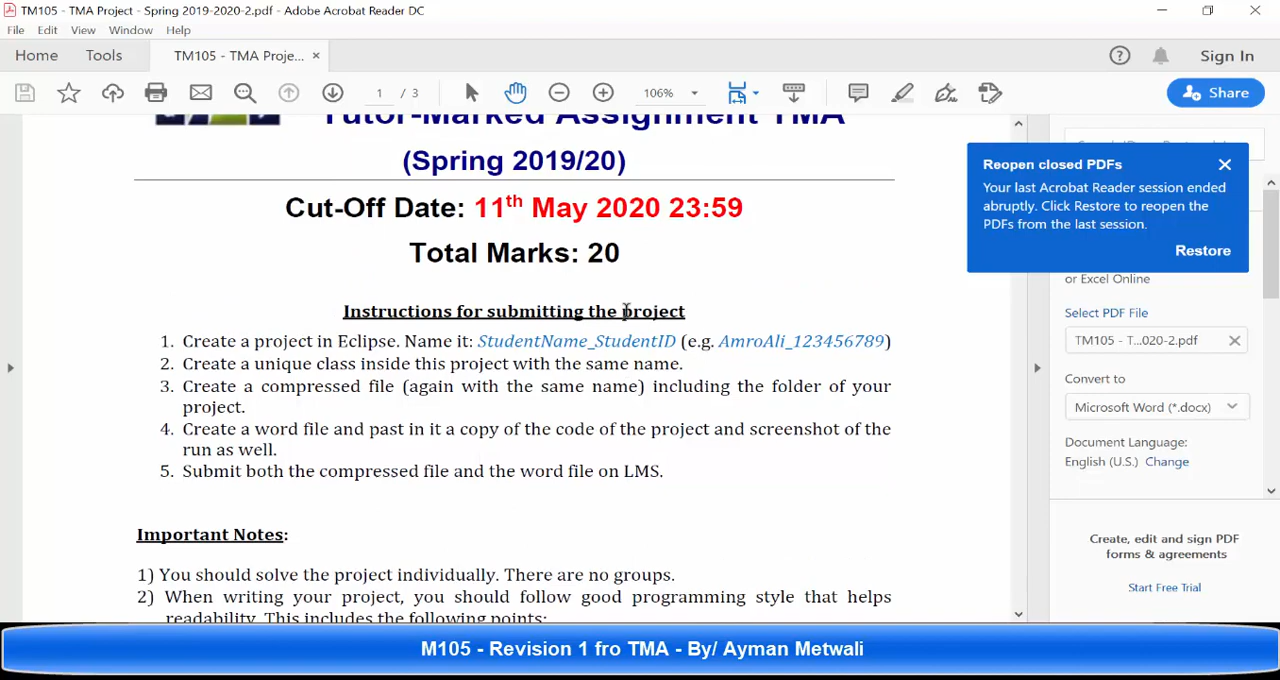 TM105 - TMA Project - Spring 2019-2020-2.pdf - Adobe Acrobat Reader DC
File Edit View Window Help
Home Tools TM105 - TMA Proje... ×
1 / 3 106% Share
? Sign In
Tutor-Marked Assignment TMA
(Spring 2019/20)
Cut-Off Date: 11th May 2020 23:59
Total Marks: 20
Instructions for submitting the project
1. Create a project in Eclipse. Name it: StudentName_StudentID (e.g. AmroAli_123456789)
2. Create a unique class inside this project with the same name.
3. Create a compressed file (again with the same name) including the folder of your
project.
4. Create a word file and past in it a copy of the code of the project and screenshot of the
run as well.
5. Submit both the compressed file and the word file on LMS.
Important Notes:
1) You should solve the project individually. There are no groups.
2) When writing your project, you should follow good programming style that helps
readability. This includes the following points:
Reopen closed PDFs
Your last Acrobat Reader session ended
abruptly. Click Restore to reopen the
PDFs from the last session.
Restore
or Excel Online
Select PDF File
TM105 - T...020-2.pdf
Convert to
Microsoft Word (*.docx)
Document Language:
English (U.S.) Change
Create, edit and sign PDF
forms & agreements
Start Free Trial
M105 - Revision 1 fro TMA - By/ Ayman Metwali